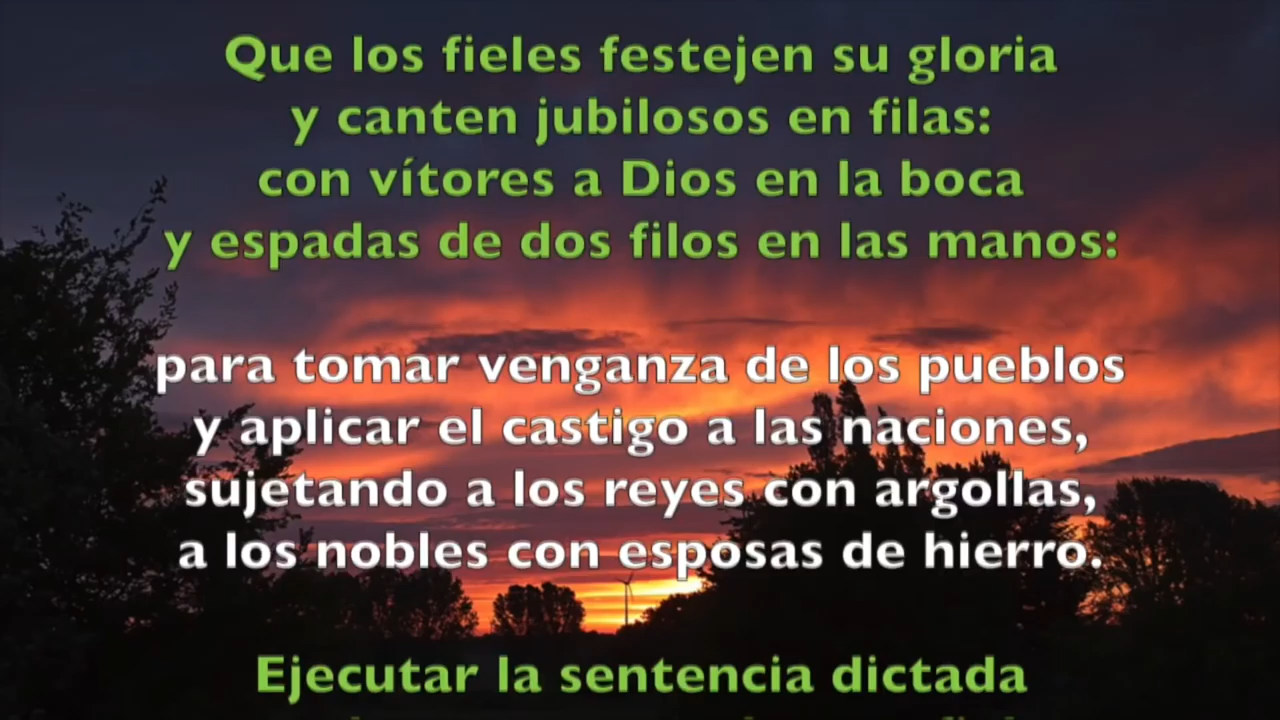 Que los fieles festejen su gloria
y canten jubilosos en filas:
con vítores a Dios en la boca
y espadas de dos filos en las manos:
para tomar venganza de los pueblos
y aplicar el castigo a las naciones,
sujetando a los reyes con argollas,
a los nobles con esposas de hierro.
Ejecutar la sentencia dictada